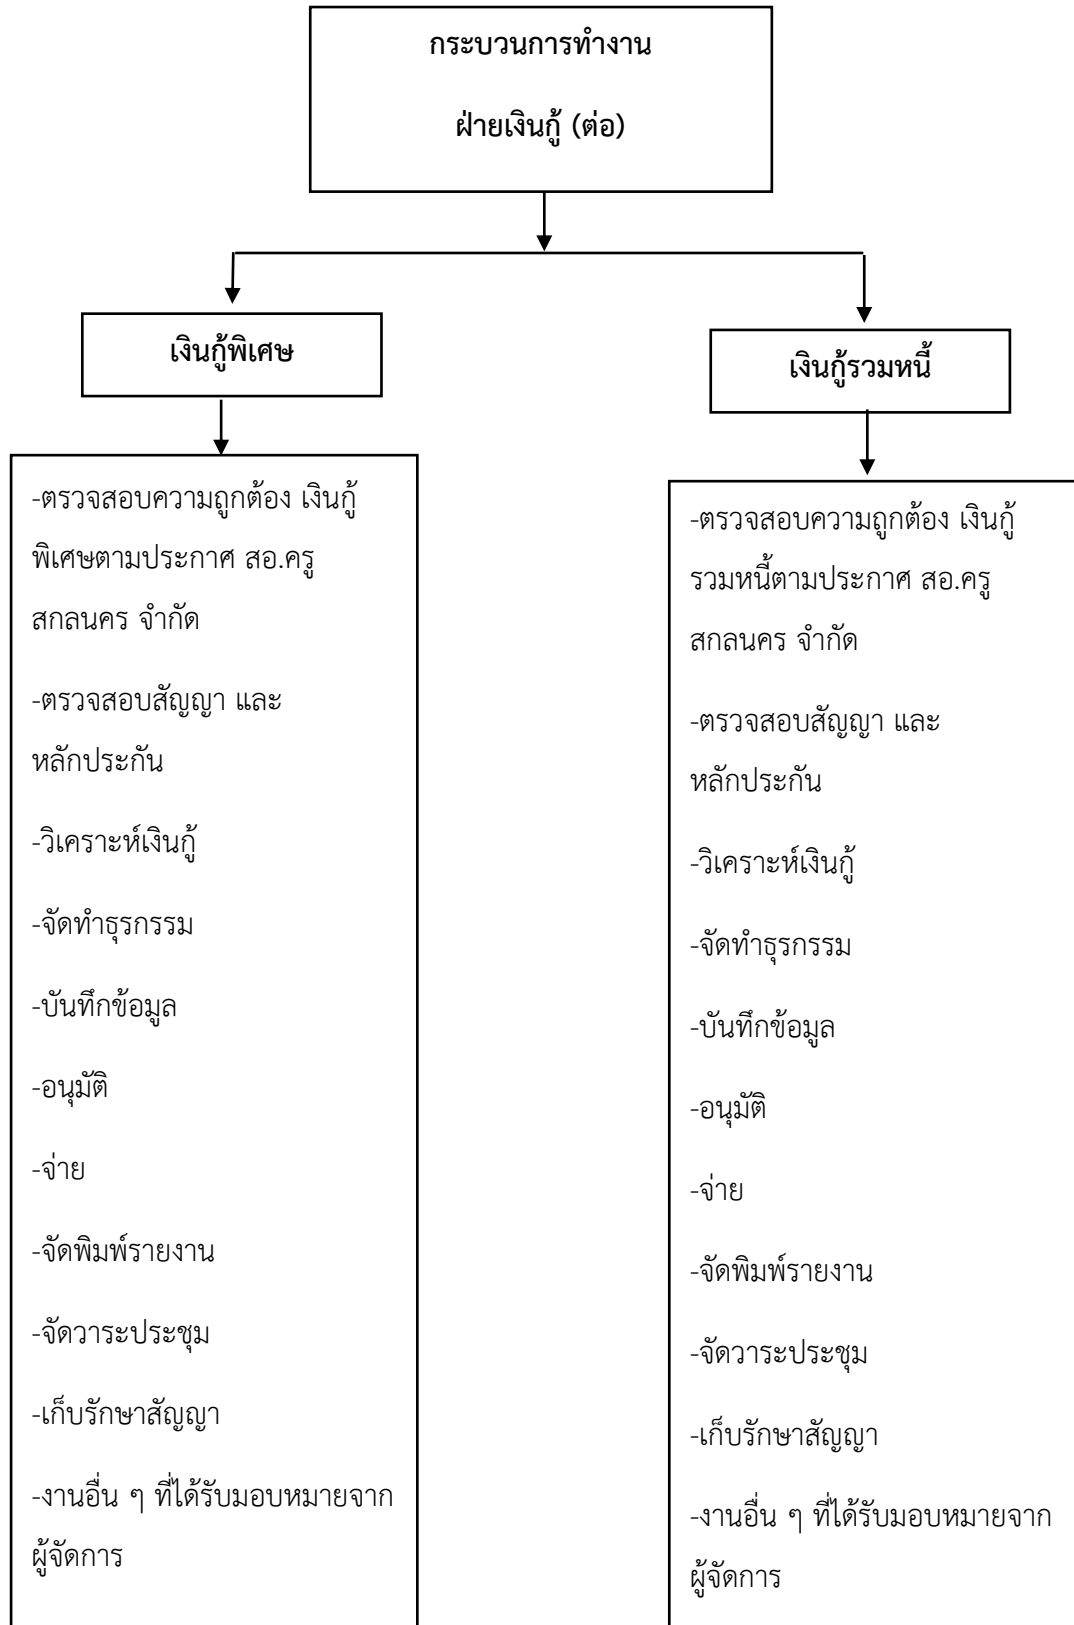 กระบวนการทำงาน
ฝ่ายเงินกู้ (ต่อ)
เงินกู้พิเศษ
เงินกู้รวมหนี้
-ตรวจสอบความถูกต้อง เงินกู้
พิเศษตามประกาศ สอ.ครู
สกลนคร จำกัด
-ตรวจสอบสัญญา และ
หลักประกัน
-วิเคราะห์เงินกู้
-จัดทำธุรกรรม
-บันทึกข้อมูล
-อนุมัติ
-จ่าย
-จัดพิมพ์รายงาน
-จัดวาระประชุม
-เก็บรักษาสัญญา
-งานอื่น ๆ ที่ได้รับมอบหมายจาก
ผู้จัดการ
-ตรวจสอบความถูกต้อง เงินกู้
รวมหนี้ตามประกาศ สอ.ครู
สกลนคร จำกัด
-ตรวจสอบสัญญา และ
หลักประกัน
-วิเคราะห์เงินกู้
-จัดทำธุรกรรม
-บันทึกข้อมูล
-อนุมัติ
-จ่าย
-จัดพิมพ์รายงาน
-จัดวาระประชุม
-เก็บรักษาสัญญา
-งานอื่น ๆ ที่ได้รับมอบหมายจาก
ผู้จัดการ